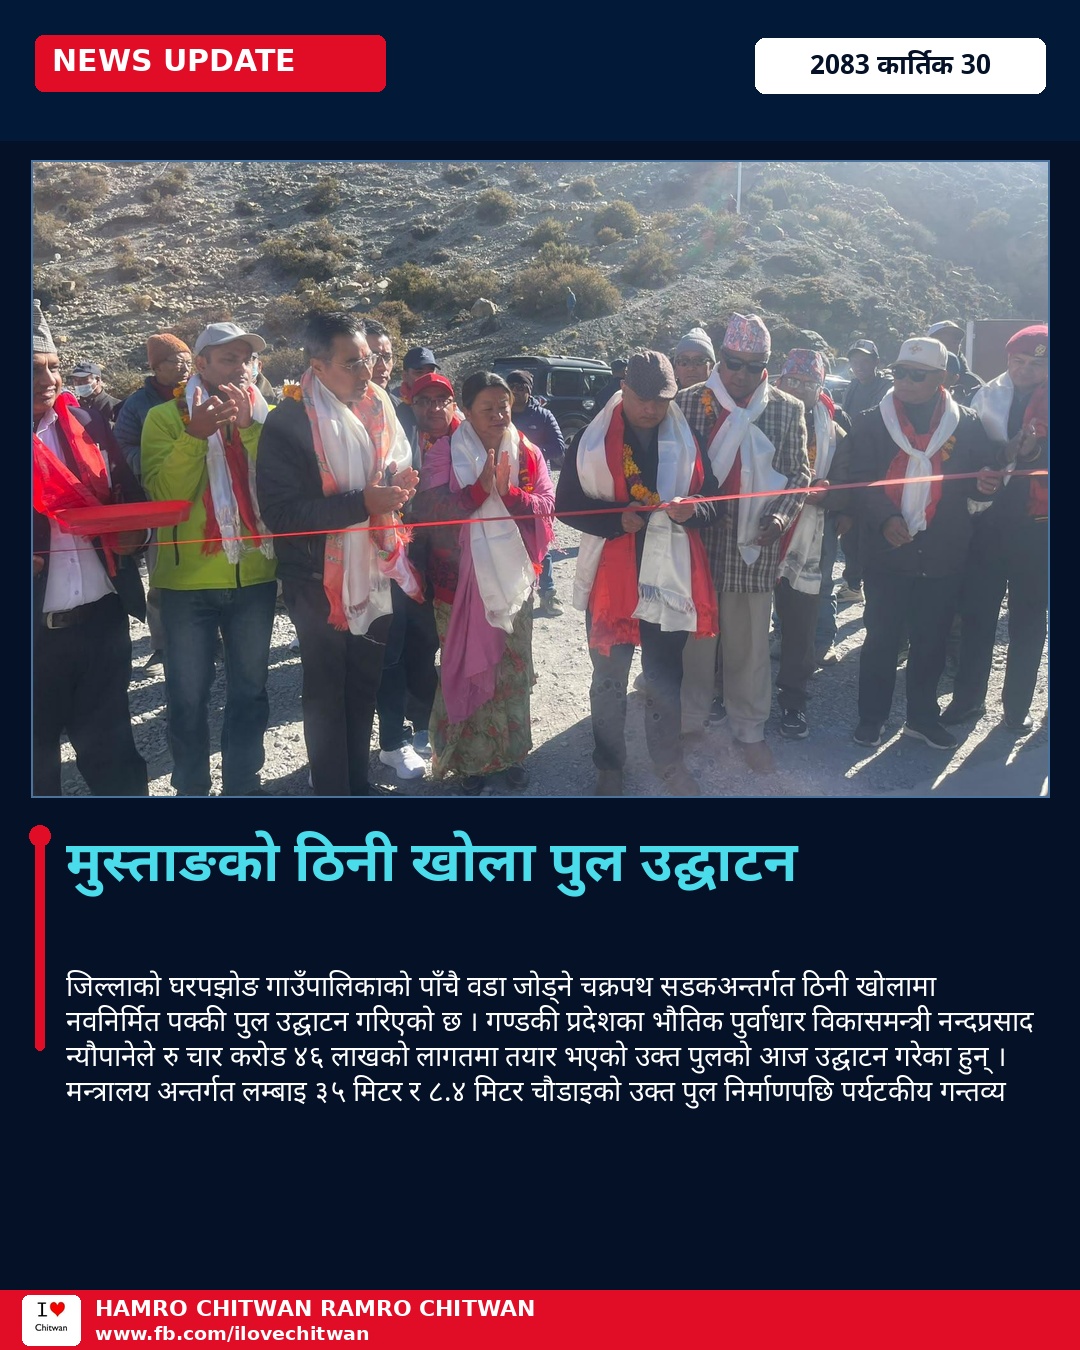 NEWS UPDATE
2083 कार्तिक 30
मुस्ताङको ठिनी खोला पुल उद्घाटन
जिल्लाको घरपझोङ गाउँपालिकाको पाँचै वडा जोड्ने चक्रपथ सडकअन्तर्गत ठिनी खोलामा
नवनिर्मित पक्की पुल उद्घाटन गरिएको छ । गण्डकी प्रदेशका भौतिक पुर्वाधार विकासमन्त्री नन्दप्रसाद
न्यौपानेले रु चार करोड ४६ लाखको लागतमा तयार भएको उक्त पुलको आज उद्घाटन गरेका हुन् ।
मन्त्रालय अन्तर्गत लम्बाइ ३५ मिटर र ८.४ मिटर चौडाइको उक्त पुल निर्माणपछि पर्यटकीय गन्तव्य
I ❤
Chitwan
HAMRO CHITWAN RAMRO CHITWAN
www.fb.com/ilovechitwan